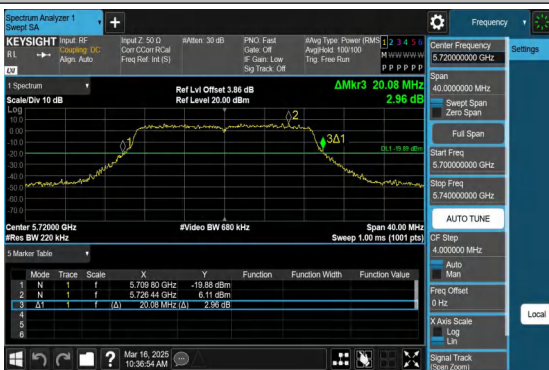 Spectrum Analyzer 1
Swept SA
Frequency
KEYSIGHT
RL
Input: RF
Coupling: DC
Align: Auto
Input Z: 50 Ω
Corr CCorr RCal
Freq Ref: Int (S)
#Atten: 30 dB
PNO: Fast
Gate: Off
IF Gain: Low
Sig Track: Off
#Avg Type: Power (RMS
Avg|Hold: 100/100
Trig: Free Run
1 2 3 4 5 6
M W W W W W
P P P P P P
1 Spectrum
Scale/Div 10 dB
Ref Lvl Offset 3.86 dB
Ref Level 20.00 dBm
ΔMkr3 20.08 MHz
2.96 dB
Log
10.0
0.00
-10.0
-20.0
-30.0
-40.0
-50.0
-60.0
-70.0
1
2
3Δ1
DL1 -19.89 dBm
Center 5.72000 GHz
#Res BW 220 kHz
#Video BW 680 kHz
Span 40.00 MHz
Sweep 1.00 ms (1001 pts)
5 Marker Table
Mode Trace Scale X Y Function Function Width Function Value
1 N 1 f 5.709 80 GHz -19.88 dBm
2 N 1 f 5.726 44 GHz 6.11 dBm
3 Δ1 1 f (Δ) 20.08 MHz (Δ) 2.96 dB
4
5
6
Mar 16, 2025
10:36:54 AM
Center Frequency
5.720000000 GHz
Settings
Span
40.0000000 MHz
Swept Span
Zero Span
Full Span
Start Freq
5.700000000 GHz
Stop Freq
5.740000000 GHz
AUTO TUNE
CF Step
4.000000 MHz
Auto
Man
Freq Offset
0 Hz
X Axis Scale
Log
Lin
Local
Signal Track
(Span Zoom)